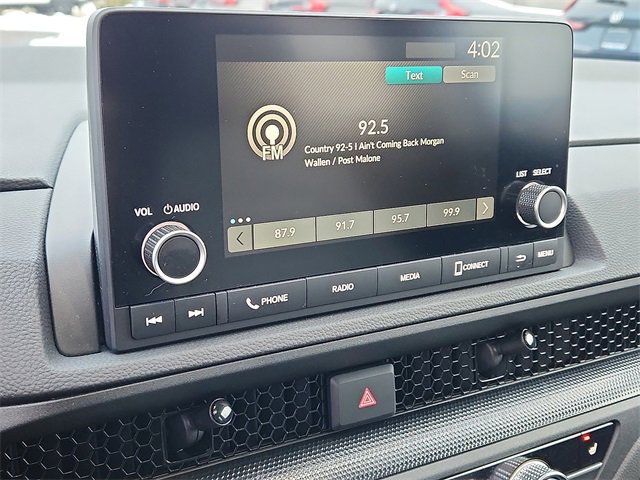 4:02
Text Scan
92.5
FM
Country 92-5 I Ain't Coming Back Morgan
Wallen / Post Malone
LIST SELECT
VOL AUDIO
87.9 91.7 95.7 99.9
PHONE RADIO MEDIA CONNECT MENU